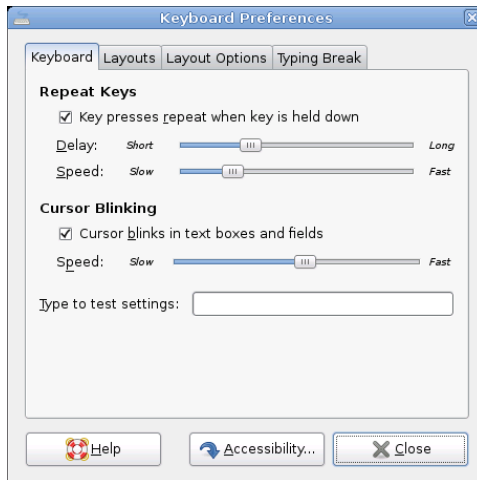 Keyboard Preferences
Keyboard Layouts Layout Options Typing Break
Repeat Keys
Key presses repeat when key is held down
Delay: Short Long
Speed: Slow Fast
Cursor Blinking
Cursor blinks in text boxes and fields
Speed: Slow Fast
Type to test settings:
Help Accessibility... Close